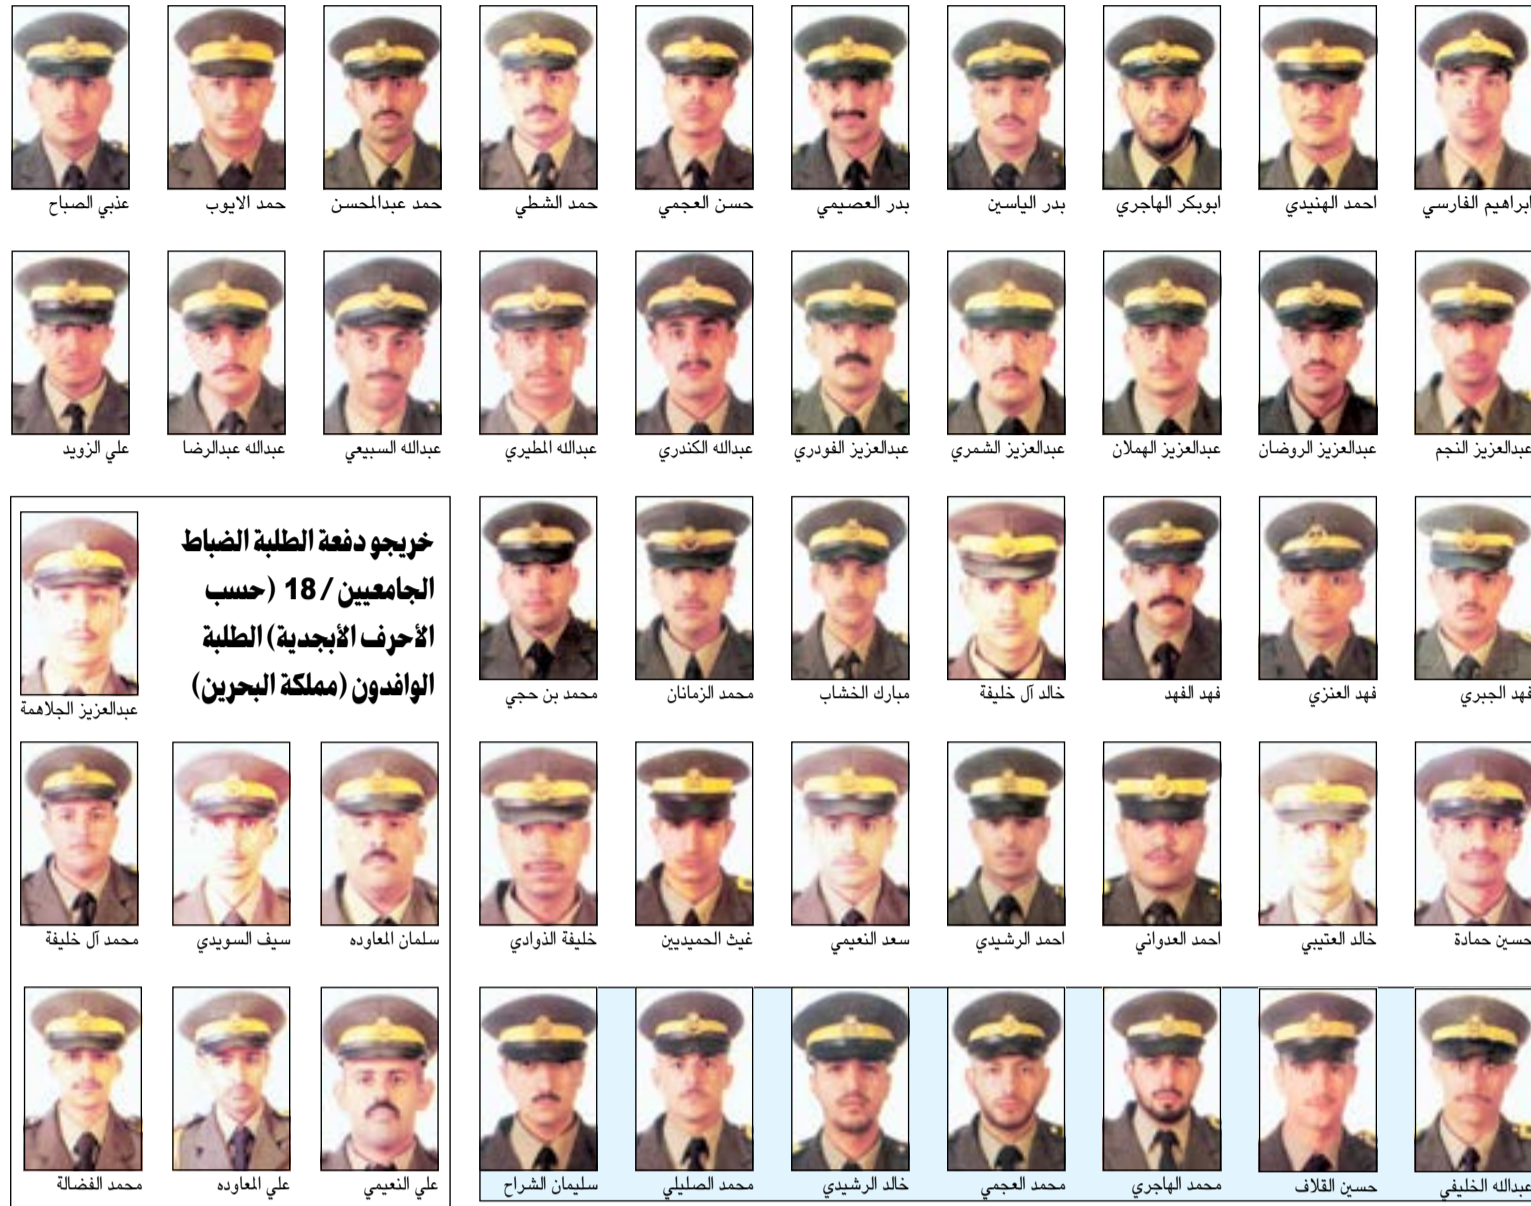 ابراهيم الفارسي
احمد الهنيدي
ابوبكر الهاجري
بدر الياسين
بدر العصيمي
حسن العجمي
حمد الشطي
حمد عبدالمحسن
حمد الايوب
عذبي الصباح
عبدالعزيز النجم
عبدالعزيز الروضان
عبدالعزيز الهملان
عبدالعزيز الشمري
عبدالعزيز الفودري
عبدالله الكندري
عبدالله المطيري
عبدالله السبيعي
عبدالله عبدالرضا
علي الزويد
فهد الجبري
فهد العنزي
فهد الفهد
خالد آل خليفة
مبارك الخشاب
محمد الزمانان
محمد بن حجي
حسين حمادة
خالد العتيبي
احمد العدواني
احمد الرشيدي
سعد النعيمي
غيث الحميديين
خليفة الذوادي
عبدالله الخليفي
حسين القلاف
محمد الهاجري
محمد العجمي
خالد الرشيدي
محمد الصليلي
سليمان الشراح
خريجو دفعة الطلبة الضباط
الجامعيين / 18 (حسب
الأحرف الأبجدية) الطلبة
الوافدون (مملكة البحرين)
عبدالعزيز الجلاهمة
سلمان المعاوده
سيف السويدي
محمد آل خليفة
علي النعيمي
علي المعاوده
محمد الفضالة